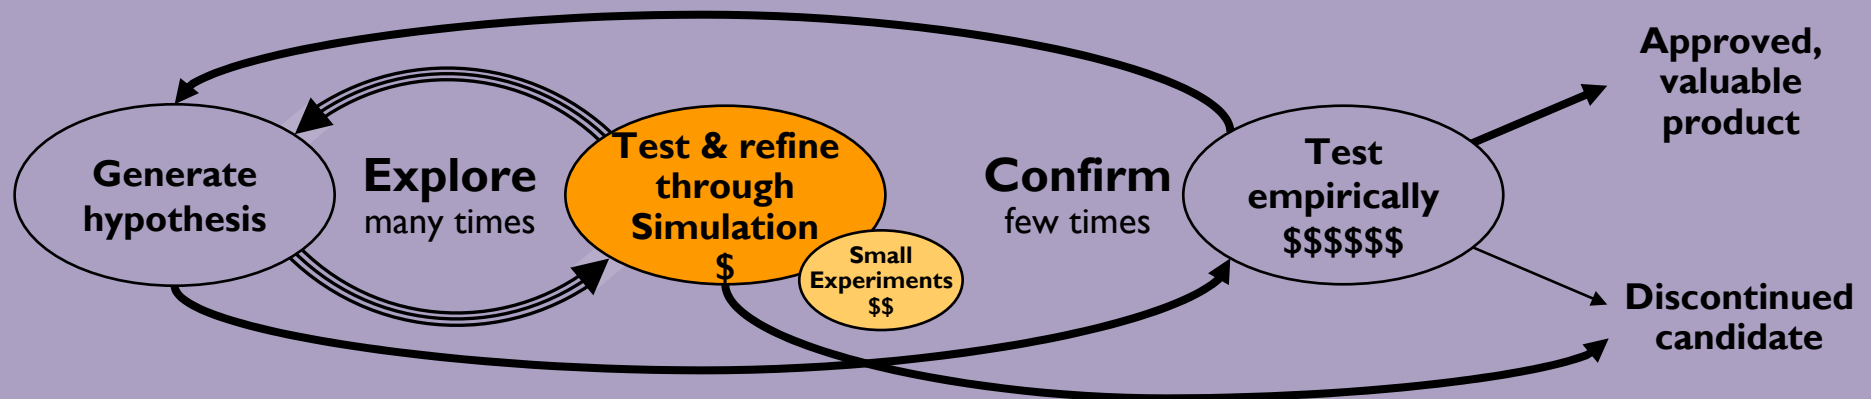 Generate
hypothesis
Explore
many times
Test & refine
through
Simulation
$
Small
Experiments
$$
Confirm
few times
Test
empirically
$$$$$$
Approved,
valuable
product
Discontinued
candidate